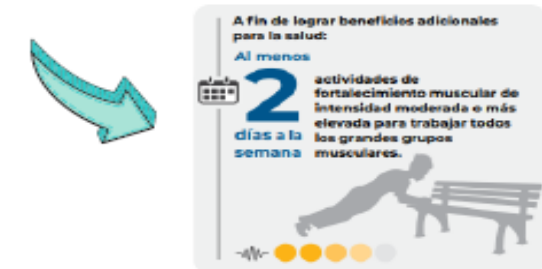 A fin de lograr beneficios adicionales
para la salud:
Al menos
2
días a la
semana
actividades de
fortalecimiento muscular de
intensidad moderada o más
elevada para trabajar todos
los grandes grupos
musculares.